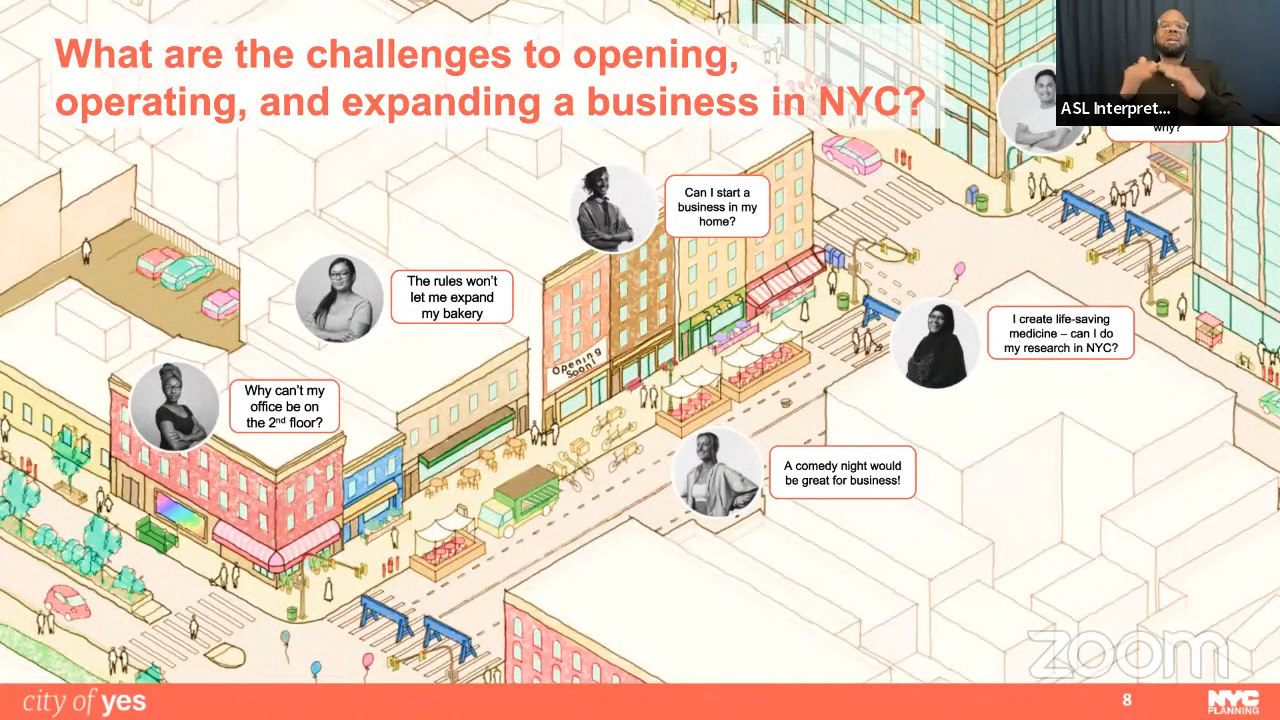 What are the challenges to opening,
operating, and expanding a business in NYC?
ASL Interpret...
why?
Can I start a
business in my
home?
The rules won't
let me expand
my bakery
Opening
Soon!
I create life-saving
medicine – can I do
my research in NYC?
Why can't my
office be on
the 2nd floor?
A comedy night would
be great for business!
zoom
city of yes
8
NYC
PLANNING